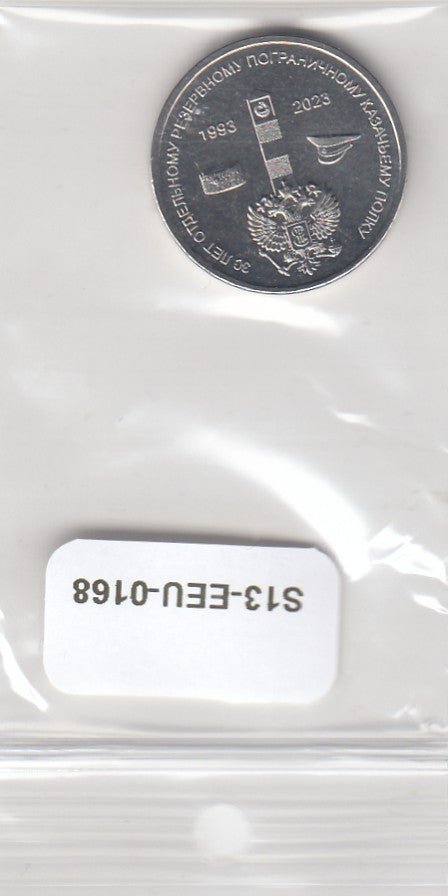 30 ЛЕТ ОТДЕЛЬНОМУ РЕЗЕРВНОМУ ПОГРАНИЧНОМУ КАЗАЧЬЕМУ ПОЛКУ
1993 2023
S13-EEU-0168